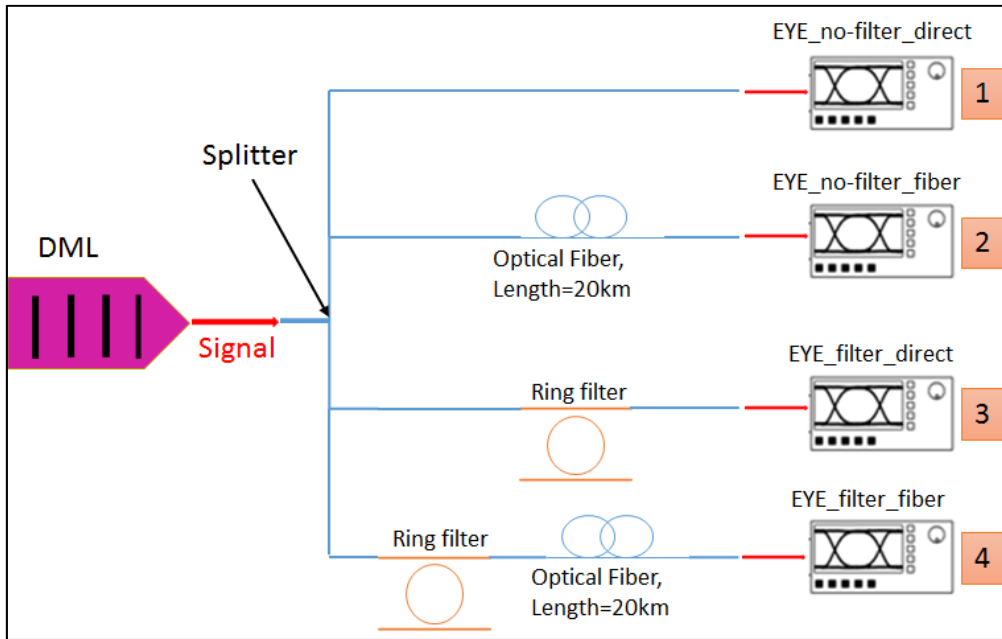 EYE_no-filter_direct
1
Splitter
EYE_no-filter_fiber
2
DML
Optical Fiber,
Length=20km
Signal
EYE_filter_direct
Ring filter
3
EYE_filter_fiber
Ring filter
4
Optical Fiber,
Length=20km